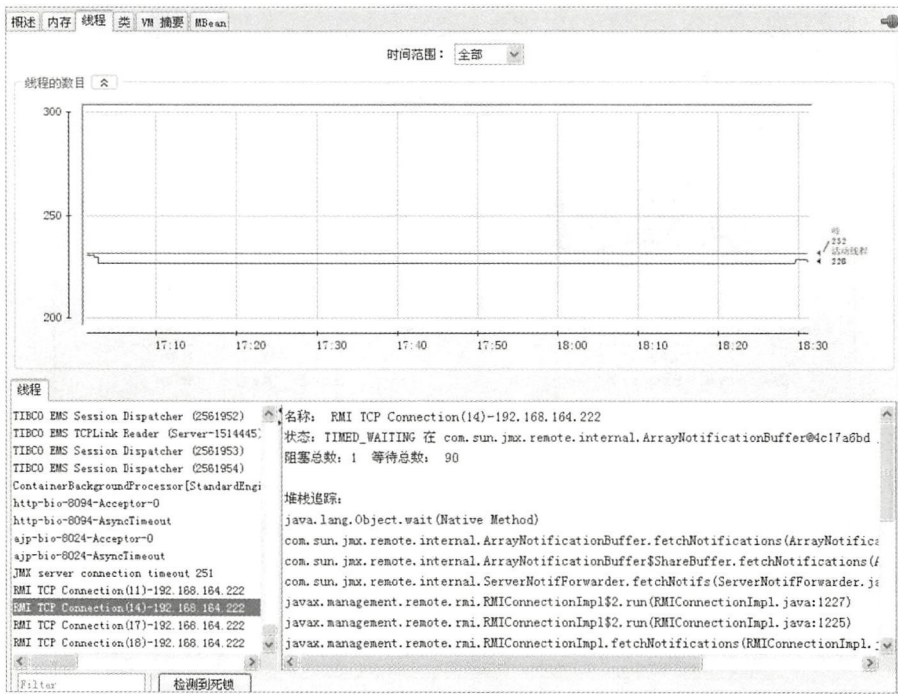 概述 内存 线程 类 VM 摘要 MBean
时间范围： 全部
线程的数目
300
250
200
峰
232
活动线程
228
17:10 17:20 17:30 17:40 17:50 18:00 18:10 18:20 18:30
线程
TIBCO EMS Session Dispatcher (2561952)
TIBCO EMS TCPLink Reader (Server-1514445)
TIBCO EMS Session Dispatcher (2561953)
TIBCO EMS Session Dispatcher (2561954)
ContainerBackgroundProcessor[StandardEngi
http-bio-8094-Acceptor-0
http-bio-8094-AsyncTimeout
ajp-bio-8024-Acceptor-0
ajp-bio-8024-AsyncTimeout
JMX server connection timeout 251
RMI TCP Connection(11)-192.168.164.222
RMI TCP Connection(14)-192.168.164.222
RMI TCP Connection(17)-192.168.164.222
RMI TCP Connection(18)-192.168.164.222
Filter 检测到死锁
名称： RMI TCP Connection(14)-192.168.164.222
状态：TIMED_WAITING 在 com.sun.jmx.remote.internal.ArrayNotificationBuffer@4c17a6bd
阻塞总数：1 等待总数： 90
堆栈追踪：
java.lang.Object.wait(Native Method)
com.sun.jmx.remote.internal.ArrayNotificationBuffer.fetchNotifications(ArrayNotifica
com.sun.jmx.remote.internal.ArrayNotificationBuffer$ShareBuffer.fetchNotifications(A
com.sun.jmx.remote.internal.ServerNotifForwarder.fetchNotifs(ServerNotifForwarder.ja
javax.management.remote.rmi.RMIConnectionImpl$2.run(RMIConnectionImpl.java:1227)
javax.management.remote.rmi.RMIConnectionImpl$2.run(RMIConnectionImpl.java:1225)
javax.management.remote.rmi.RMIConnectionImpl.fetchNotifications(RMIConnectionImpl.j